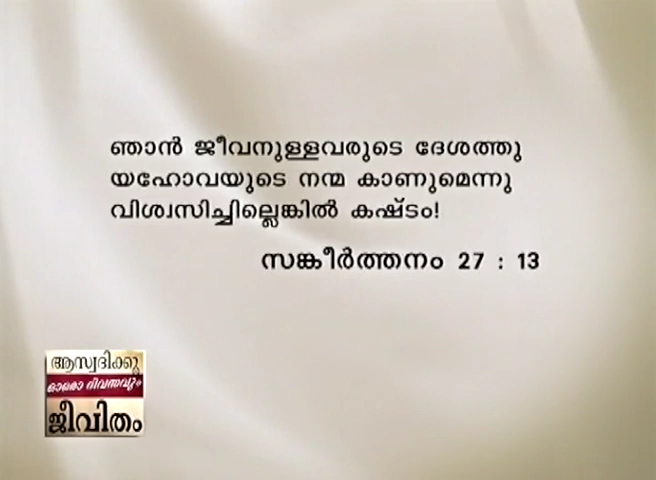 ഞാൻ ജീവനുള്ളവരുടെ ദേശത്തു
യഹോവയുടെ നന്മ കാണുമെന്നു
വിശ്വസിച്ചില്ലെങ്കിൽ കഷ്ടം!
സങ്കീർത്തനം 27 : 13
ആസ്വദിക്കൂ
ഓരോ ദിവസവും
ജീവിതം